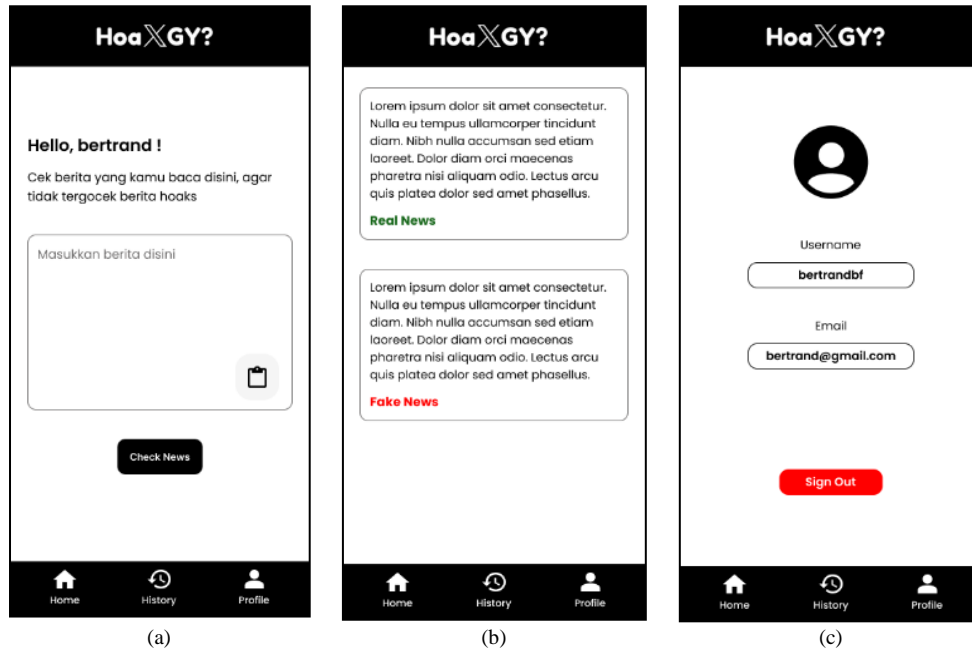 Hoa𝕏GY?
Hello, bertrand !
Cek berita yang kamu baca disini, agar
tidak tergocek berita hoaks
Masukkan berita disini
Check News
Home
History
Profile
(a)
Hoa𝕏GY?
Lorem ipsum dolor sit amet consectetur.
Nulla eu tempus ullamcorper tincidunt
diam. Nibh nulla accumsan sed etiam
laoreet. Dolor diam orci maecenas
pharetra nisi aliquam odio. Lectus arcu
quis platea dolor sed amet phasellus.
Real News
Lorem ipsum dolor sit amet consectetur.
Nulla eu tempus ullamcorper tincidunt
diam. Nibh nulla accumsan sed etiam
laoreet. Dolor diam orci maecenas
pharetra nisi aliquam odio. Lectus arcu
quis platea dolor sed amet phasellus.
Fake News
Home
History
Profile
(b)
Hoa𝕏GY?
Username
bertrandbf
Email
bertrand@gmail.com
Sign Out
Home
History
Profile
(c)